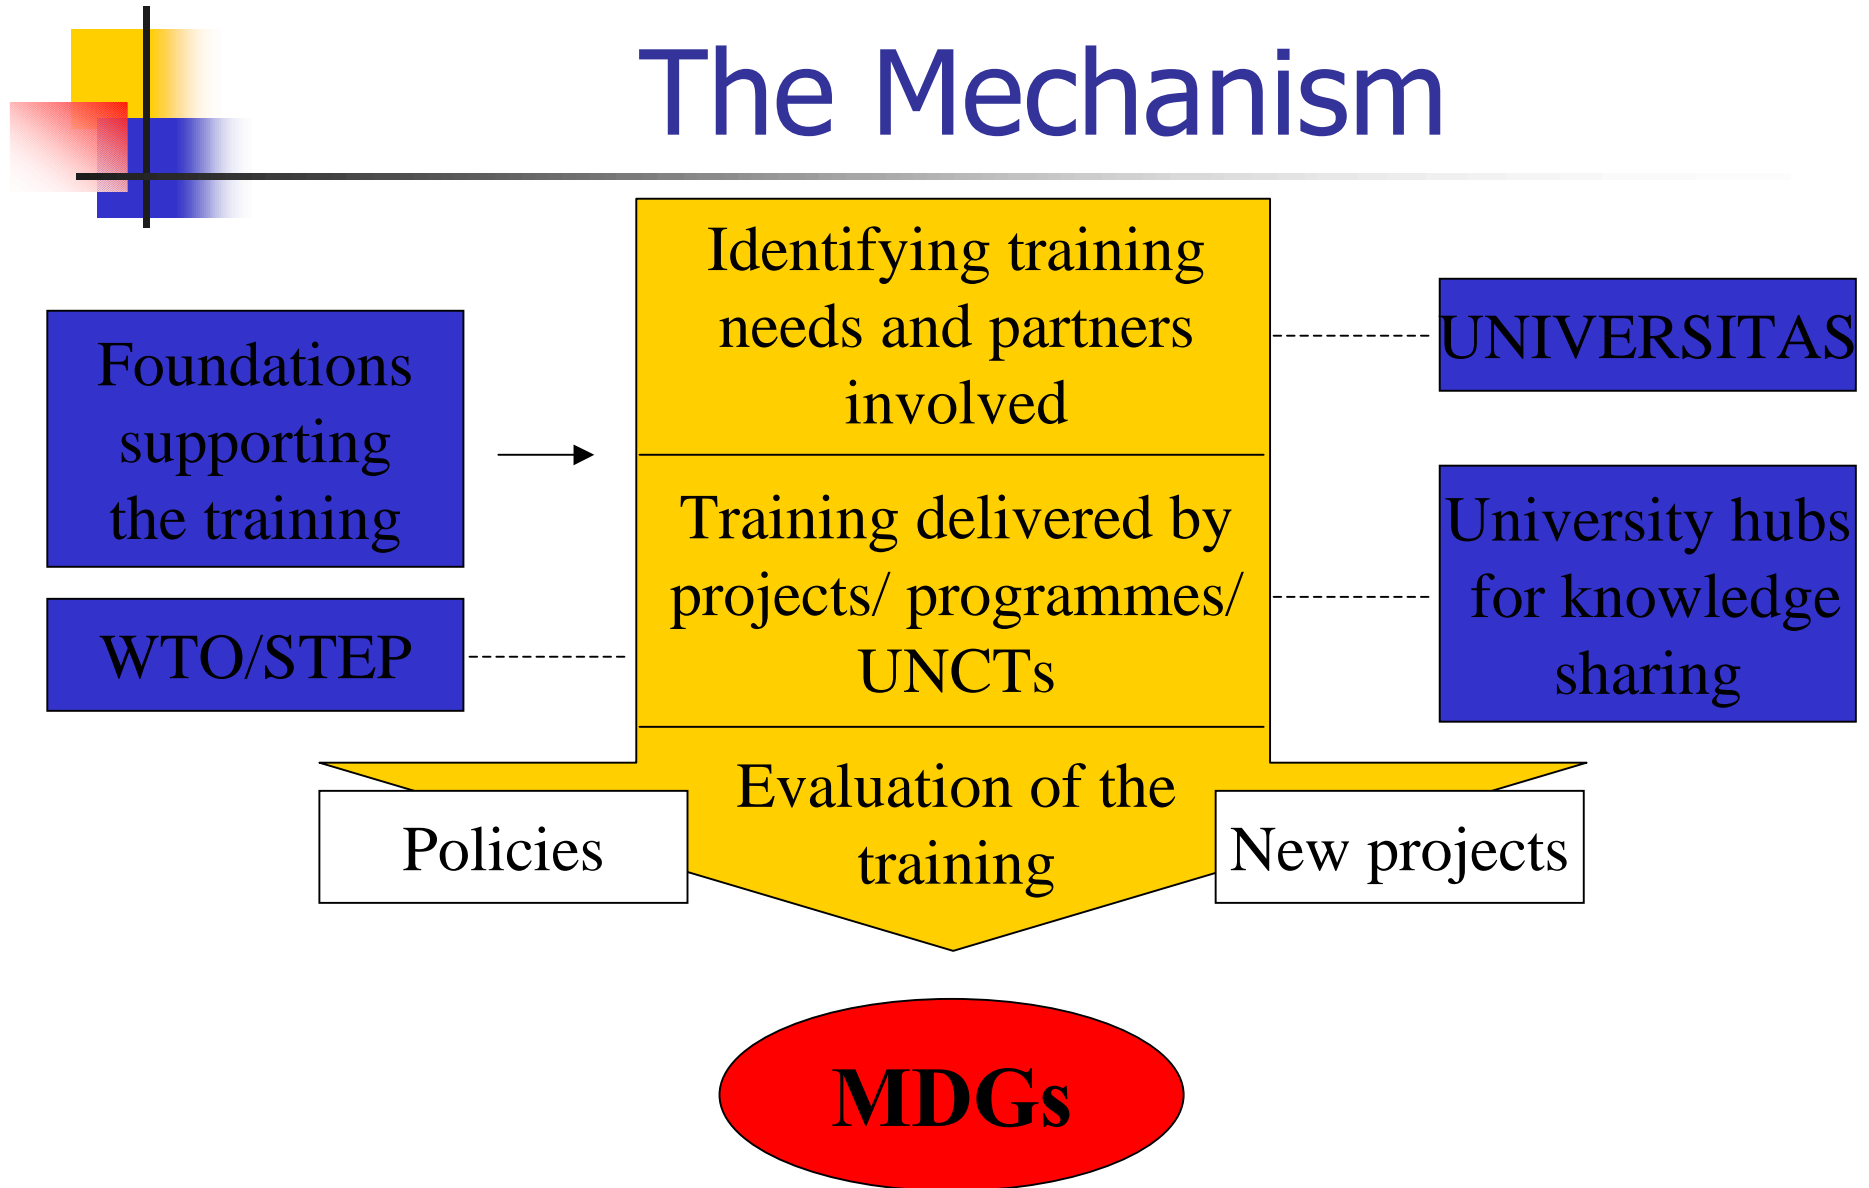 The Mechanism
Identifying training
needs and partners
involved
Foundations
supporting
the training
UNIVERSITAS
Training delivered by
projects/ programmes/
UNCTs
University hubs
for knowledge
sharing
WTO/STEP
Evaluation of the
training
Policies
New projects
MDGs